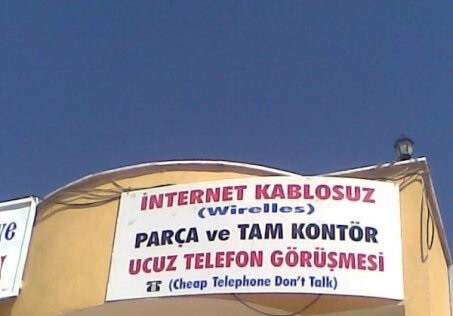 İNTERNET KABLOSUZ
(Wirelles)
PARÇA ve TAM KONTÖR
UCUZ TELEFON GÖRÜŞMESİ
☎ (Cheap Telephone Don't Talk)